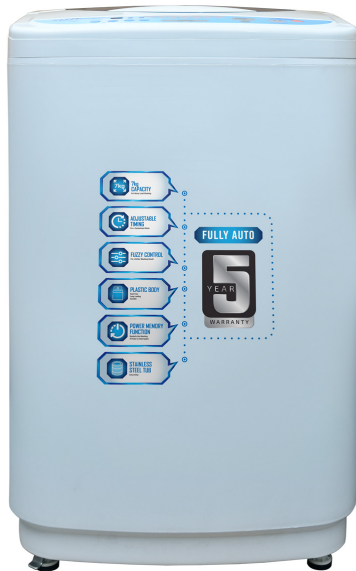 7kg
7kg
CAPACITY
ADJUSTABLE
TIMING
FUZZY CONTROL
PLASTIC BODY
POWER MEMORY
FUNCTION
STAINLESS
STEEL TUB
FULLY AUTO
5
YEAR
WARRANTY